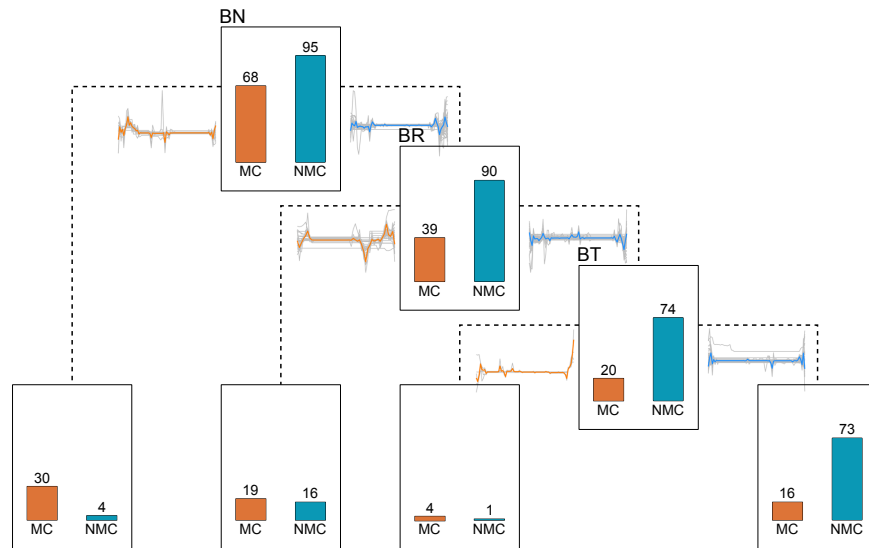 BN
68 95
MC NMC
BR
39 90
MC NMC
BT
20 74
MC NMC
30 4
MC NMC
19 16
MC NMC
4 1
MC NMC
16 73
MC NMC